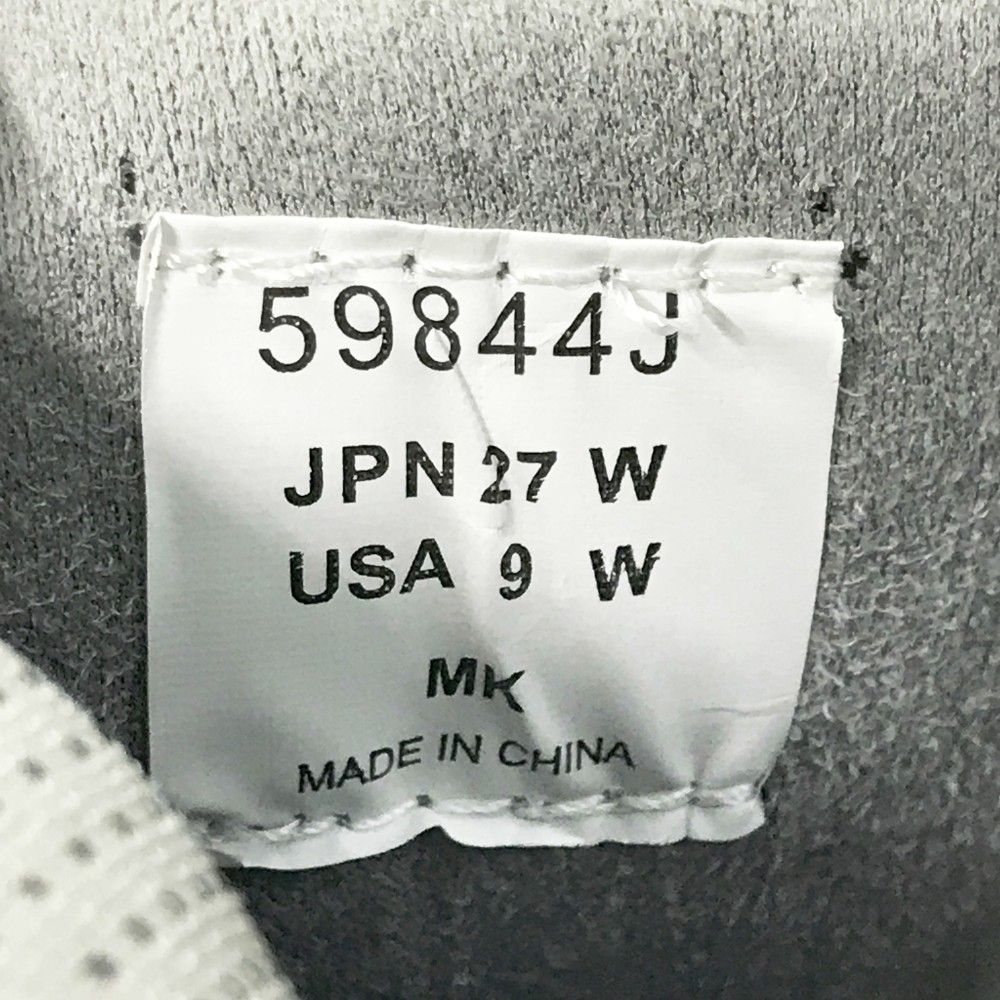 59844J
JPN 27 W
USA 9 W
MK
MADE IN CHINA